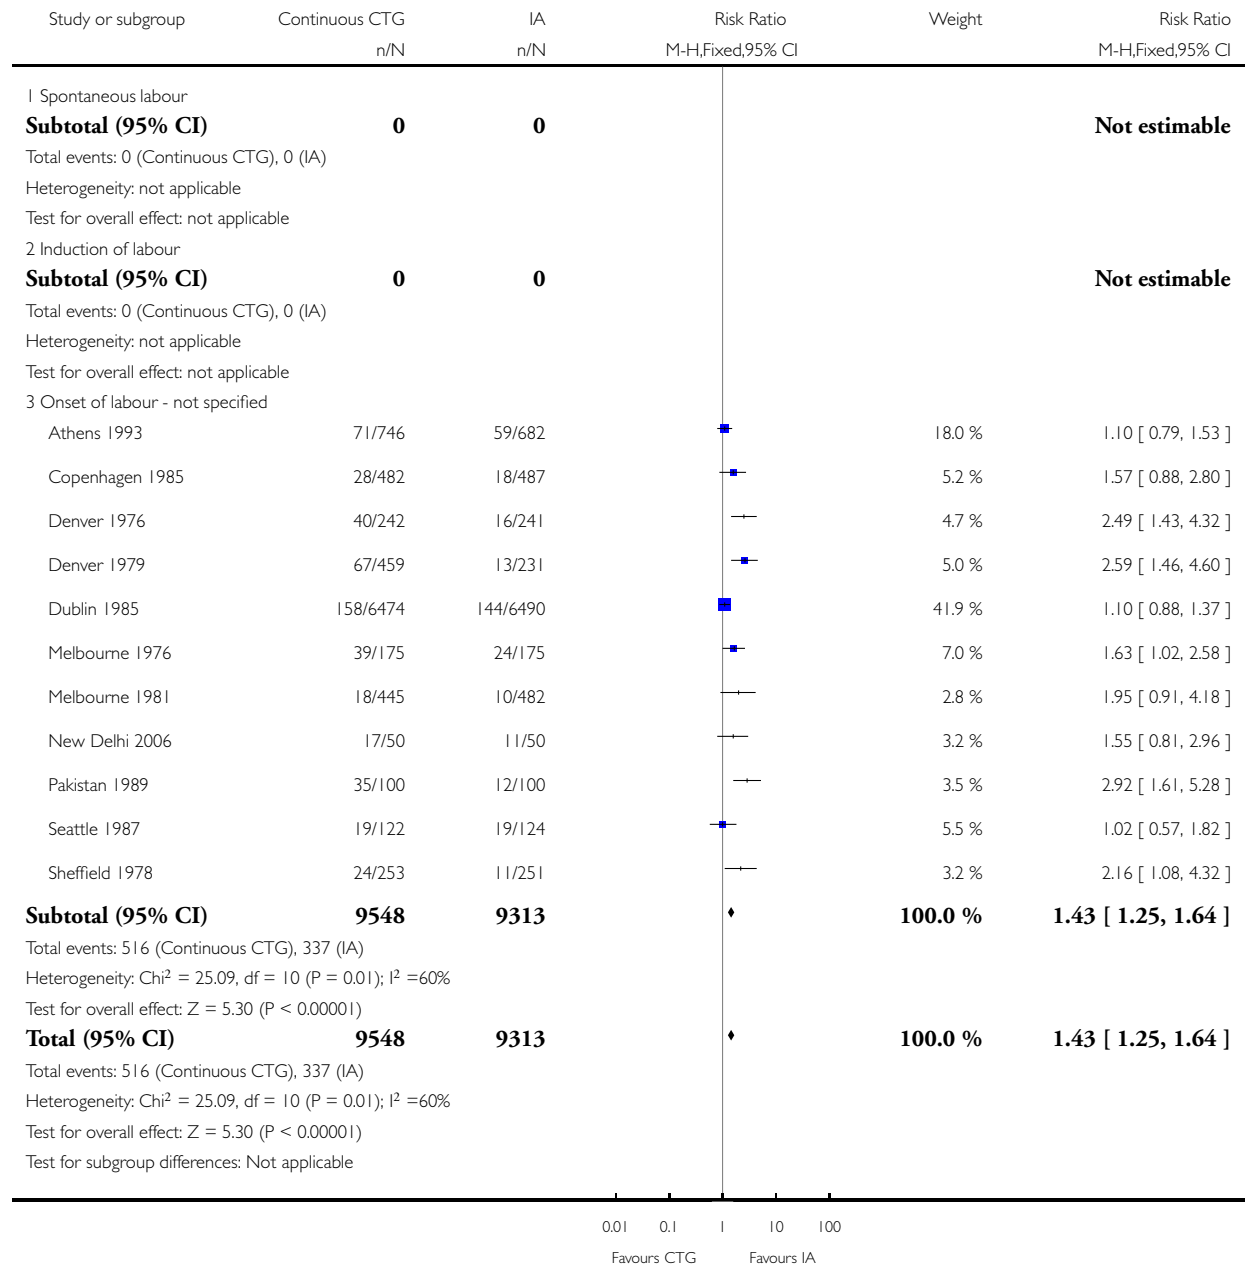 Study or subgroup Continuous CTG IA Risk Ratio Weight Risk Ratio
n/N n/N M-H,Fixed,95% CI M-H,Fixed,95% CI
1 Spontaneous labour
Subtotal (95% CI) 0 0 Not estimable
Total events: 0 (Continuous CTG), 0 (IA)
Heterogeneity: not applicable
Test for overall effect: not applicable
2 Induction of labour
Subtotal (95% CI) 0 0 Not estimable
Total events: 0 (Continuous CTG), 0 (IA)
Heterogeneity: not applicable
Test for overall effect: not applicable
3 Onset of labour - not specified
Athens 1993 71/746 59/682 18.0 % 1.10 [ 0.79, 1.53 ]
Copenhagen 1985 28/482 18/487 5.2 % 1.57 [ 0.88, 2.80 ]
Denver 1976 40/242 16/241 4.7 % 2.49 [ 1.43, 4.32 ]
Denver 1979 67/459 13/231 5.0 % 2.59 [ 1.46, 4.60 ]
Dublin 1985 158/6474 144/6490 41.9 % 1.10 [ 0.88, 1.37 ]
Melbourne 1976 39/175 24/175 7.0 % 1.63 [ 1.02, 2.58 ]
Melbourne 1981 18/445 10/482 2.8 % 1.95 [ 0.91, 4.18 ]
New Delhi 2006 17/50 11/50 3.2 % 1.55 [ 0.81, 2.96 ]
Pakistan 1989 35/100 12/100 3.5 % 2.92 [ 1.61, 5.28 ]
Seattle 1987 19/122 19/124 5.5 % 1.02 [ 0.57, 1.82 ]
Sheffield 1978 24/253 11/251 3.2 % 2.16 [ 1.08, 4.32 ]
Subtotal (95% CI) 9548 9313 100.0 % 1.43 [ 1.25, 1.64 ]
Total events: 516 (Continuous CTG), 337 (IA)
Heterogeneity: Chi² = 25.09, df = 10 (P = 0.01); I² =60%
Test for overall effect: Z = 5.30 (P < 0.00001)
Total (95% CI) 9548 9313 100.0 % 1.43 [ 1.25, 1.64 ]
Total events: 516 (Continuous CTG), 337 (IA)
Heterogeneity: Chi² = 25.09, df = 10 (P = 0.01); I² =60%
Test for overall effect: Z = 5.30 (P < 0.00001)
Test for subgroup differences: Not applicable
0.01 0.1 1 10 100
Favours CTG Favours IA